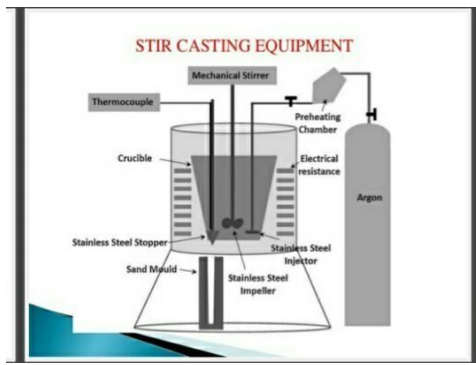 STIR CASTING EQUIPMENT
Mechanical Stirrer
Thermocouple
Preheating
Chamber
Crucible
Electrical
resistance
Argon
Stainless Steel Stopper
Stainless Steel
Injector
Sand Mould
Stainless Steel
Impeller